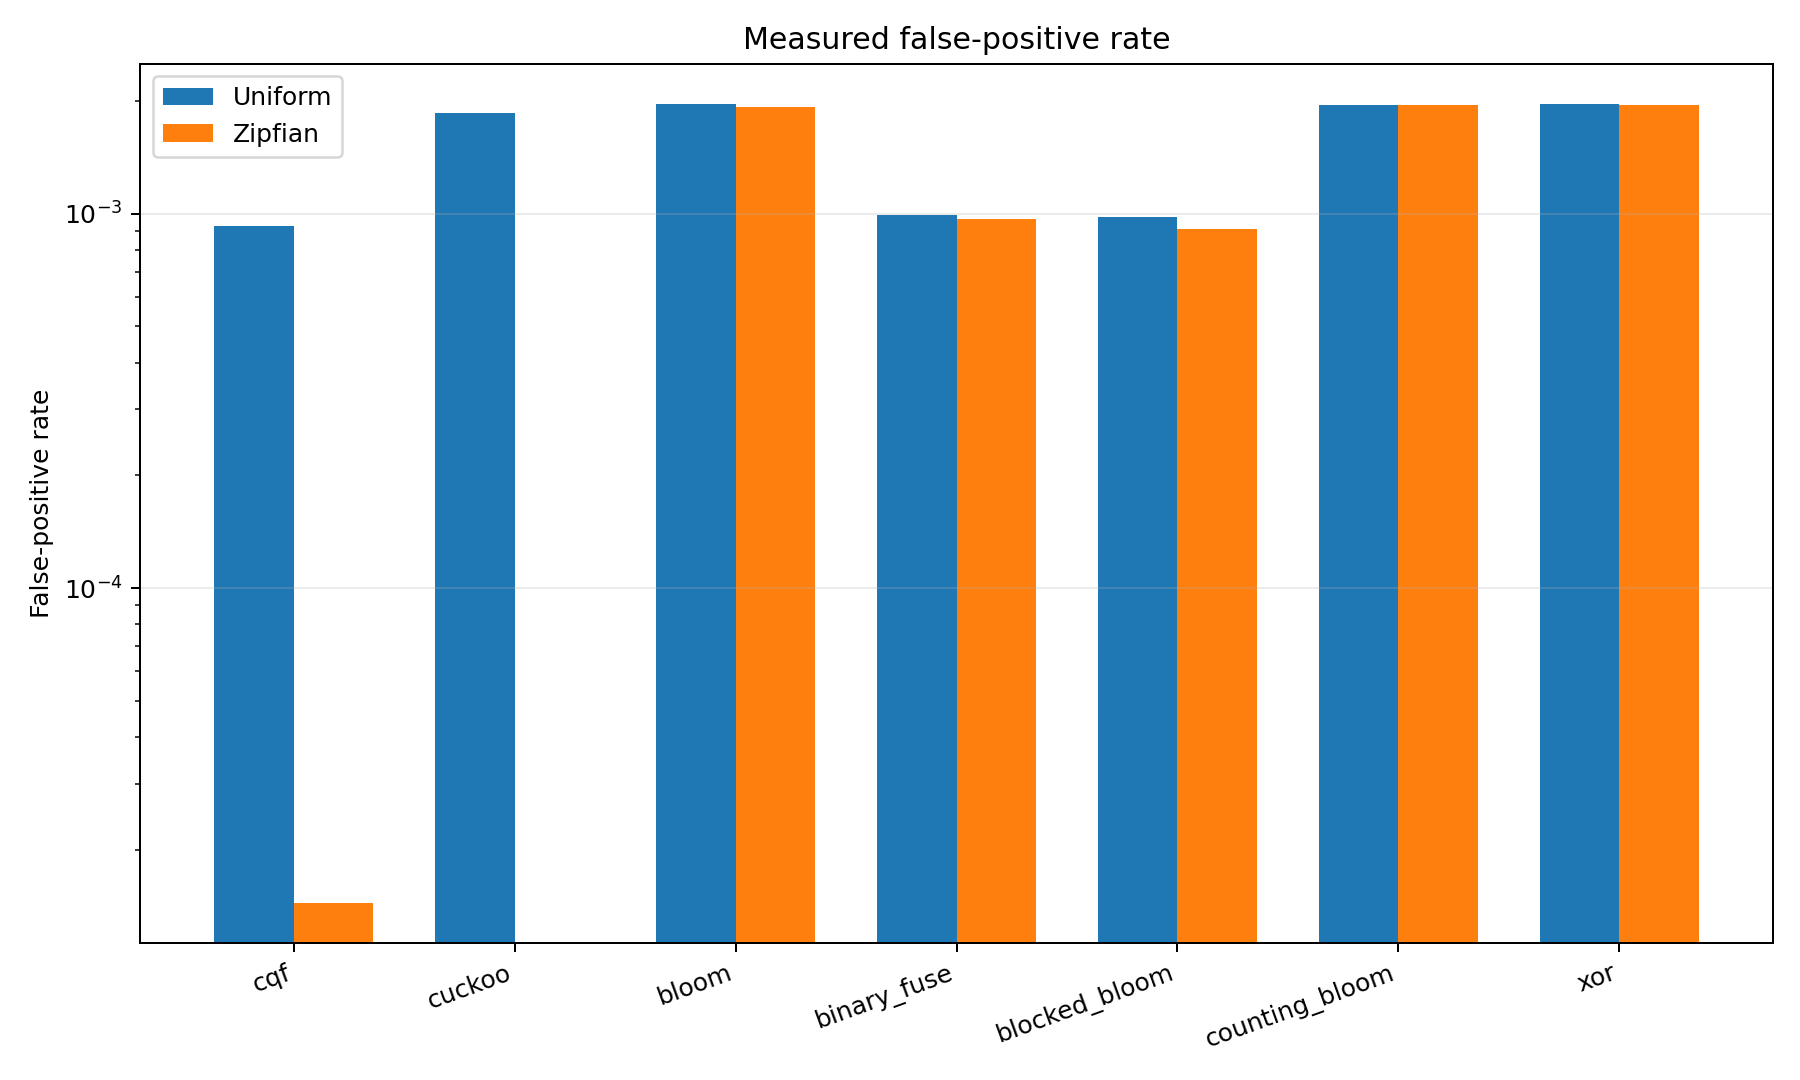 Measured false-positive rate
Uniform
Zipfian
False-positive rate
10⁻³
10⁻⁴
cqf
cuckoo
bloom
binary_fuse
blocked_bloom
counting_bloom
xor